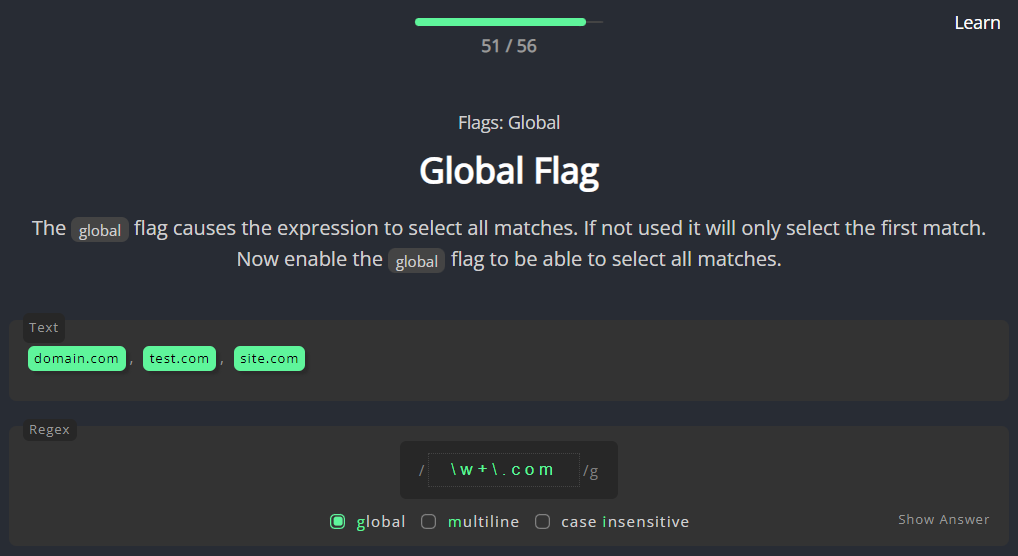 Learn
51 / 56
Flags: Global
Global Flag
The global flag causes the expression to select all matches. If not used it will only select the first match.
Now enable the global flag to be able to select all matches.
Text
domain.com, test.com, site.com
Regex
/ \w+\.com /g
global multiline case insensitive
Show Answer